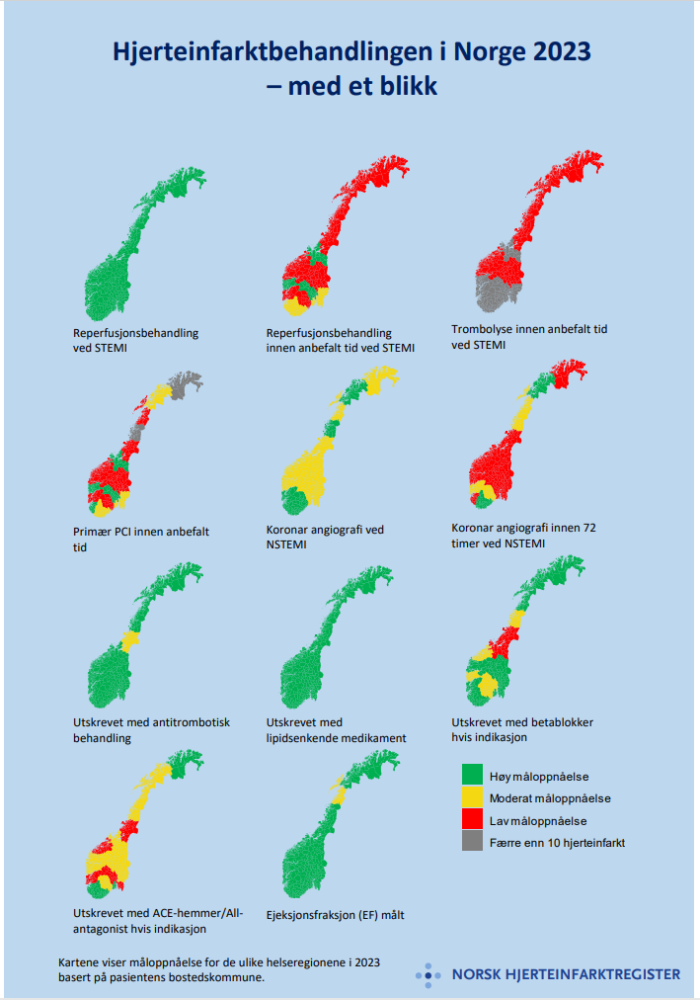 Hjerteinfarktbehandlingen i Norge 2023
– med et blikk
Reperfusjonsbehandling
ved STEMI
Reperfusjonsbehandling
innen anbefalt tid ved STEMI
Trombolyse innen anbefalt tid
ved STEMI
Primær PCI innen anbefalt
tid
Koronar angiografi ved
NSTEMI
Koronar angiografi innen 72
timer ved NSTEMI
Utskrevet med antitrombotisk
behandling
Utskrevet med
lipidsenkende medikament
Utskrevet med betablokker
hvis indikasjon
Høy måloppnåelse
Moderat måloppnåelse
Lav måloppnåelse
Færre enn 10 hjerteinfarkt
Utskrevet med ACE-hemmer/All-
antagonist hvis indikasjon
Ejeksjonsfraksjon (EF) målt
Kartene viser måloppnåelse for de ulike helseregionene i 2023
basert på pasientens bostedskommune.
NORSK HJERTEINFARKTREGISTER